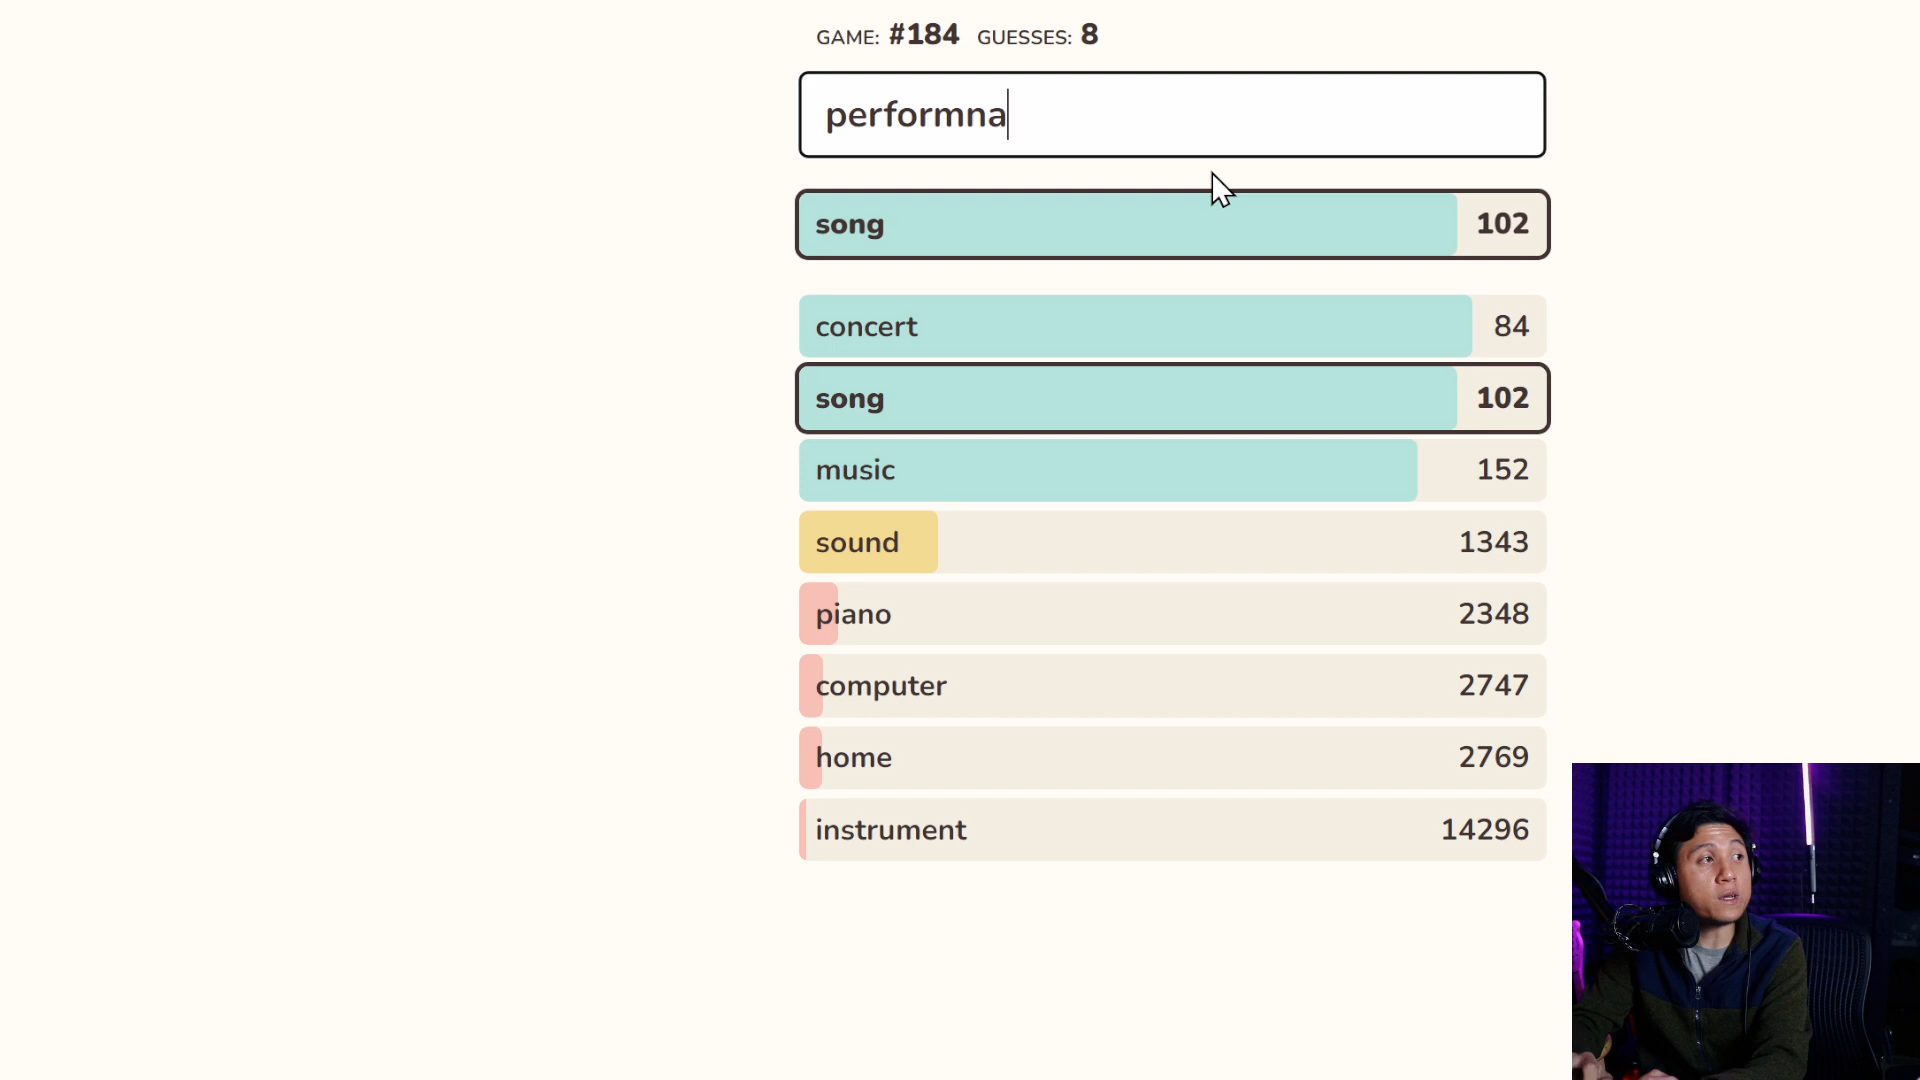 GAME: #184 GUESSES: 8
performna
song 102
concert 84
song 102
music 152
sound 1343
piano 2348
computer 2747
home 2769
instrument 14296